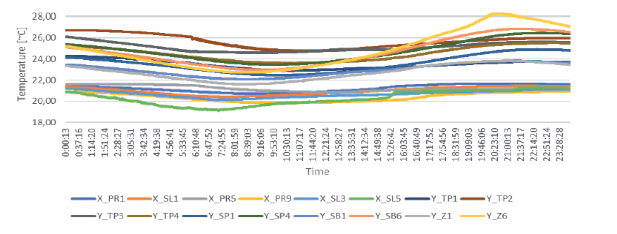 28,00
26,00
24,00
22,00
20,00
18,00
Temperature [°C]
0:00:13 0:37:16 1:14:20 1:51:24 2:28:27 3:05:31 3:42:34 4:19:38 4:56:41 5:33:45 6:10:48 6:47:52 7:24:55 8:01:59 8:39:03 9:16:06 9:53:10 10:30:13 11:07:17 11:44:20 12:21:24 12:58:27 13:35:31 14:12:34 14:49:38 15:26:42 16:03:45 16:40:49 17:17:52 17:54:56 18:31:59 19:09:03 19:46:06 20:23:10 21:00:13 21:37:17 22:14:20 22:51:24 23:28:28
Time
X_PR1 X_SL1 X_PR5 X_PR9 X_SL3 X_SL5 Y_TP1 Y_TP2
Y_TP3 Y_TP4 Y_SP1 Y_SP4 Y_SB1 Y_SB6 Y_Z1 Y_Z6